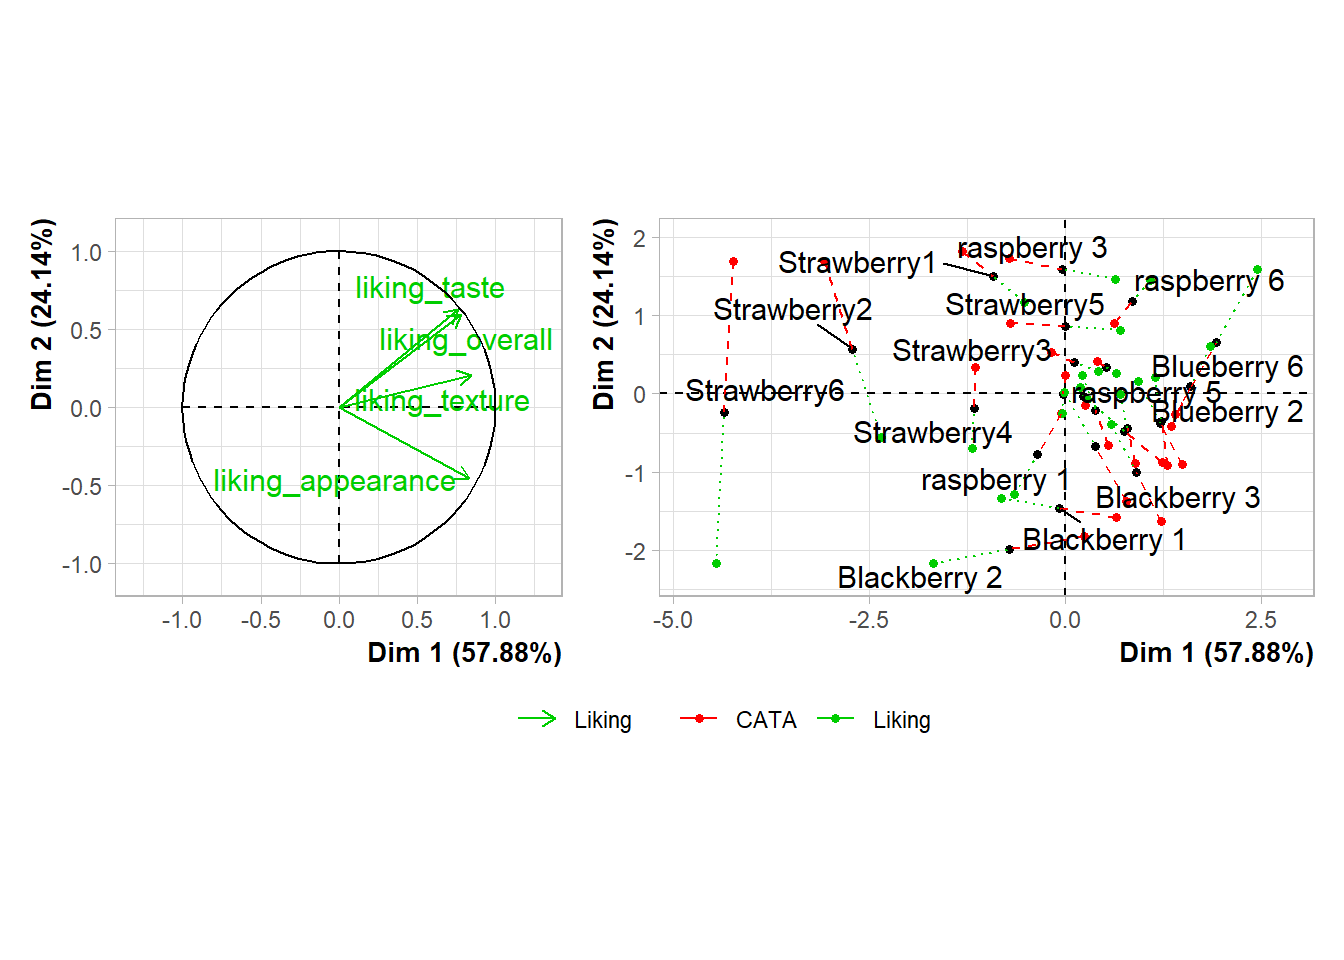 Dim 2 (24.14%)
1.0
0.5
0.0
-0.5
-1.0
liking_taste
liking_overall
liking_texture
liking_appearance
-1.0
-0.5
0.0
0.5
1.0
Dim 1 (57.88%)
Dim 2 (24.14%)
2
1
0
-1
-2
raspberry 3
Strawberry1
raspberry 6
Strawberry2
Strawberry5
Strawberry3
Blueberry 6
Strawberry6
raspberry 5
Blueberry 2
Strawberry4
raspberry 1
Blackberry 3
Blackberry 1
Blackberry 2
-5.0
-2.5
0.0
2.5
Dim 1 (57.88%)
Liking
CATA
Liking